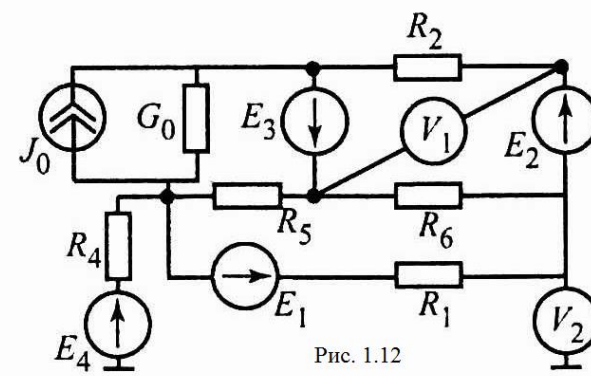 R2
J0 G0 E3 V1 E2
R4 R5 R6
E1 R1
E4 V2
Рис. 1.12